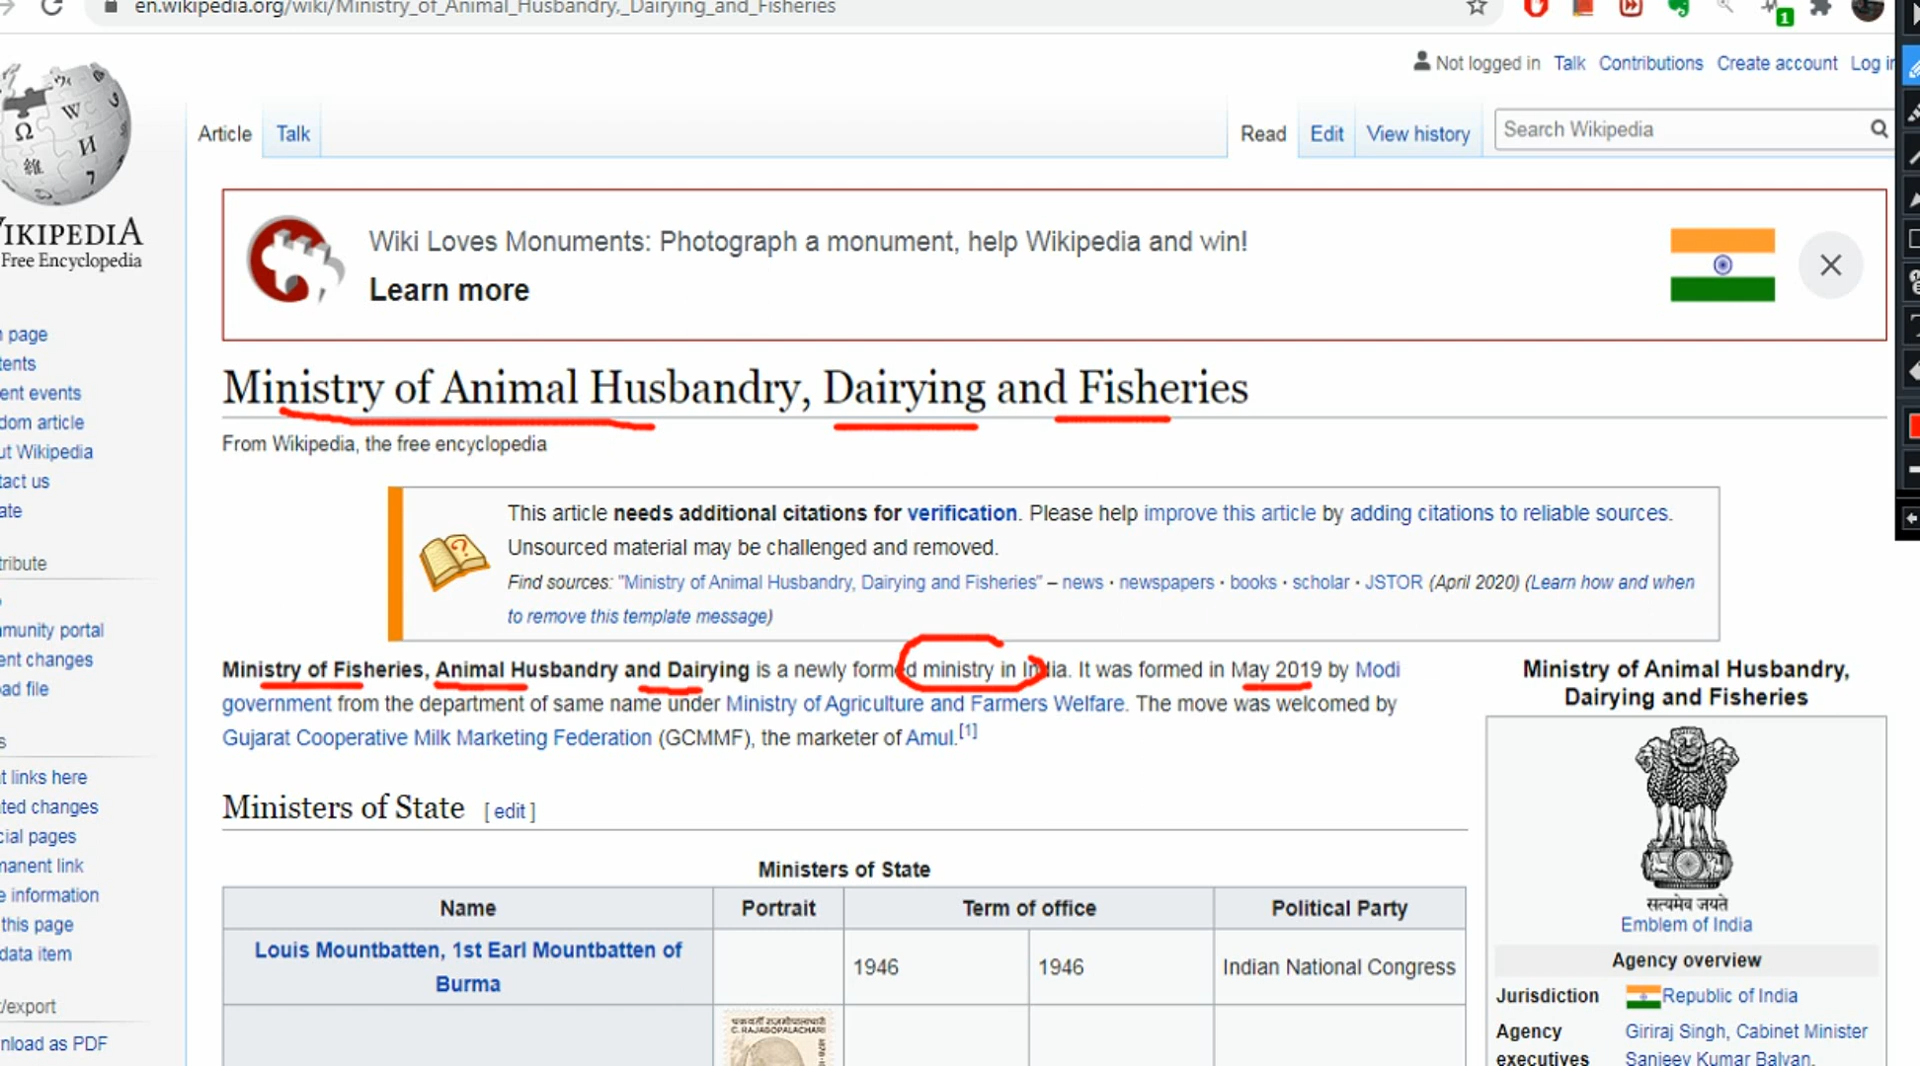 en.wikipedia.org/wiki/Ministry_of_Animal_Husbandry,_Dairying_and_Fisheries
1
Not logged in Talk Contributions Create account Log in
Article Talk Read Edit View history Search Wikipedia
IKIPEDIA
Free Encyclopedia
Wiki Loves Monuments: Photograph a monument, help Wikipedia and win!
Learn more
page
tents
ent events
dom article
ut Wikipedia
tact us
ate
tribute
munity portal
ent changes
ad file
t links here
ted changes
cial pages
manent link
e information
this page
data item
/export
nload as PDF
Ministry of Animal Husbandry, Dairying and Fisheries
From Wikipedia, the free encyclopedia
This article needs additional citations for verification. Please help improve this article by adding citations to reliable sources.
Unsourced material may be challenged and removed.
Find sources: "Ministry of Animal Husbandry, Dairying and Fisheries" – news · newspapers · books · scholar · JSTOR (April 2020) (Learn how and when
to remove this template message)
Ministry of Fisheries, Animal Husbandry and Dairying is a newly formed ministry in India. It was formed in May 2019 by Modi
government from the department of same name under Ministry of Agriculture and Farmers Welfare. The move was welcomed by
Gujarat Cooperative Milk Marketing Federation (GCMMF), the marketer of Amul.[1]
Ministers of State [ edit ]
Ministers of State
Name Portrait Term of office Political Party
Louis Mountbatten, 1st Earl Mountbatten of
Burma
1946 1946 Indian National Congress
C. RAJAGOPALACHARI
Ministry of Animal Husbandry,
Dairying and Fisheries
सत्यमेव जयते
Emblem of India
Agency overview
Jurisdiction Republic of India
Agency Giriraj Singh, Cabinet Minister
executives Sanjeev Kumar Balyan,